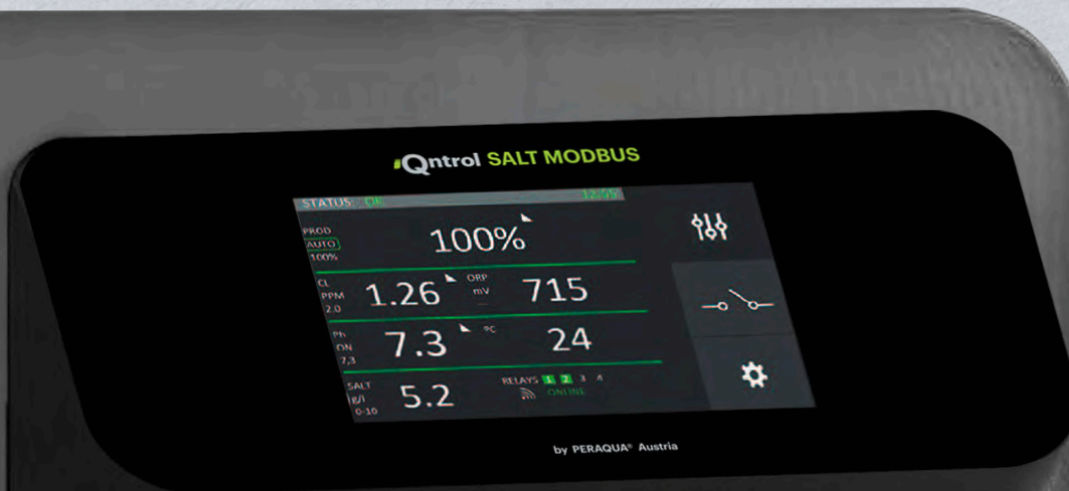 iQntrol SALT MODBUS
STATUS: OK 12:55
PROD
AUTO
100%
100%
CL
PPM
2.0
1.26
ORP
mV
---
715
Ph
ON
7,3
7.3
ºC
24
SALT
g/l
0-10
5.2
RELAYS 1 2 3 4
ONLINE
by PERAQUA® Austria